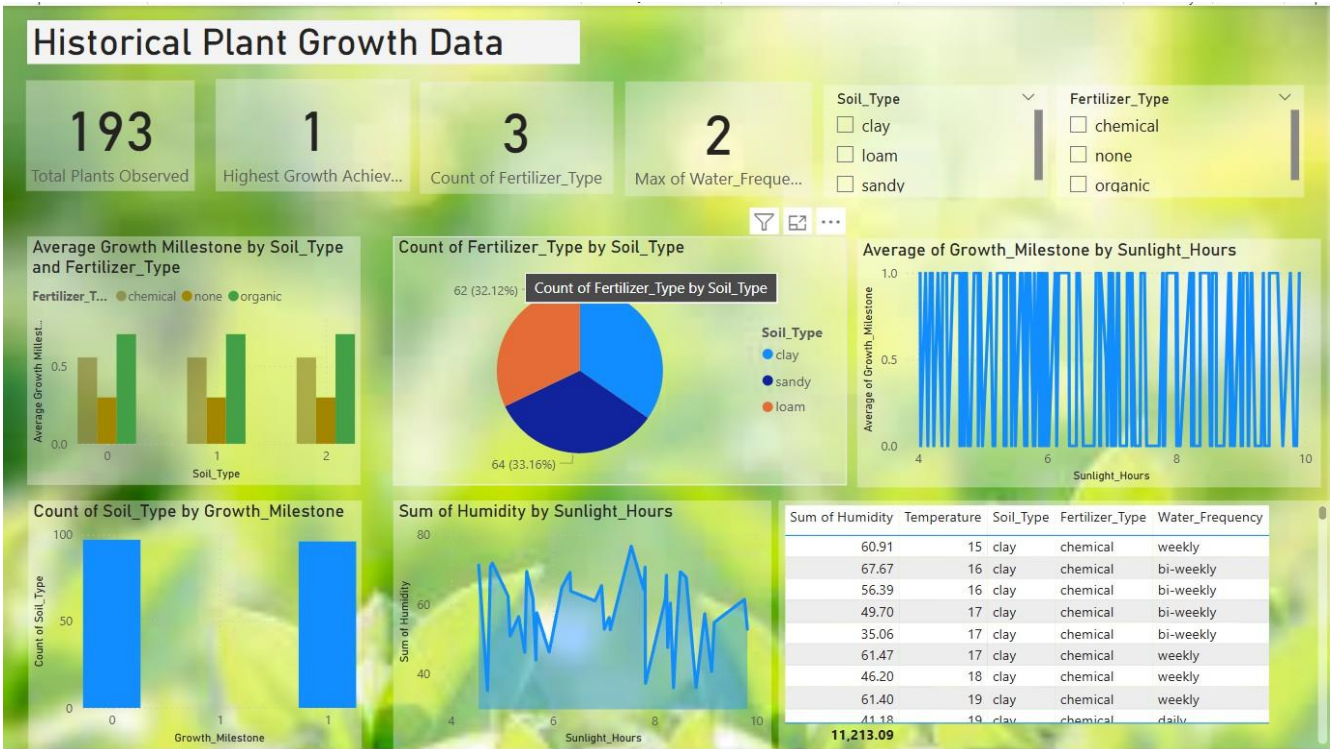 Historical Plant Growth Data
193
Total Plants Observed
1
Highest Growth Achiev...
3
Count of Fertilizer_Type
2
Max of Water_Freque...
Soil_Type
clay
loam
sandy
Fertilizer_Type
chemical
none
organic
Average Growth Millestone by Soil_Type
and Fertilizer_Type
Fertilizer_T... chemical none organic
Average Growth Millest...
0.5
0.0
0 1 2
Soil_Type
Count of Fertilizer_Type by Soil_Type
62 (32.12%)
Count of Fertilizer_Type by Soil_Type
64 (33.16%)
Soil_Type
clay
sandy
loam
Average of Growth_Milestone by Sunlight_Hours
Average of Growth_Milestone
1.0
0.5
0.0
4 6 8 10
Sunlight_Hours
Count of Soil_Type by Growth_Milestone
Count of Soil_Type
100
50
0
0 1 1
Growth_Milestone
Sum of Humidity by Sunlight_Hours
Sum of Humidity
80
60
40
4 6 8 10
Sunlight_Hours
Sum of Humidity Temperature Soil_Type Fertilizer_Type Water_Frequency
60.91 15 clay chemical weekly
67.67 16 clay chemical bi-weekly
56.39 16 clay chemical bi-weekly
49.70 17 clay chemical bi-weekly
35.06 17 clay chemical bi-weekly
61.47 17 clay chemical weekly
46.20 18 clay chemical weekly
61.40 19 clay chemical weekly
41.18 19 clay chemical daily
11,213.09